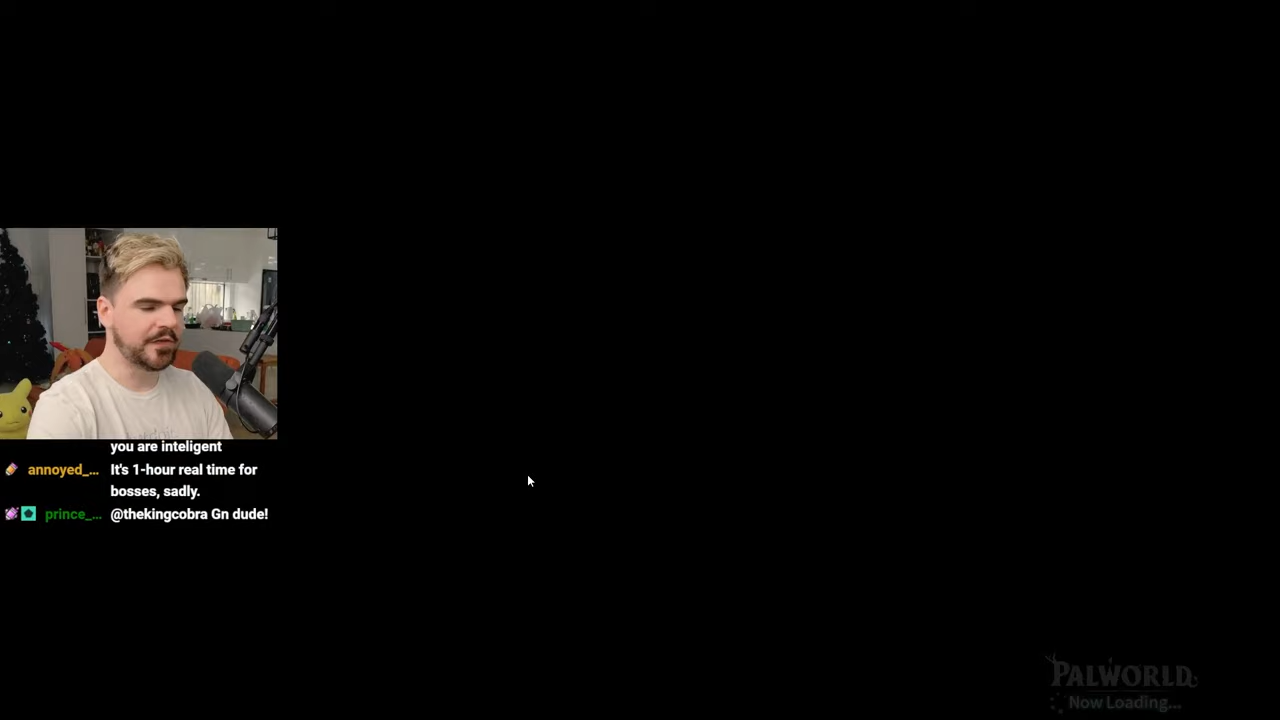 you are inteligent
annoyed_... It's 1-hour real time for
bosses, sadly.
prince_... @thekingcobra Gn dude!
PALWORLD
Now Loading...